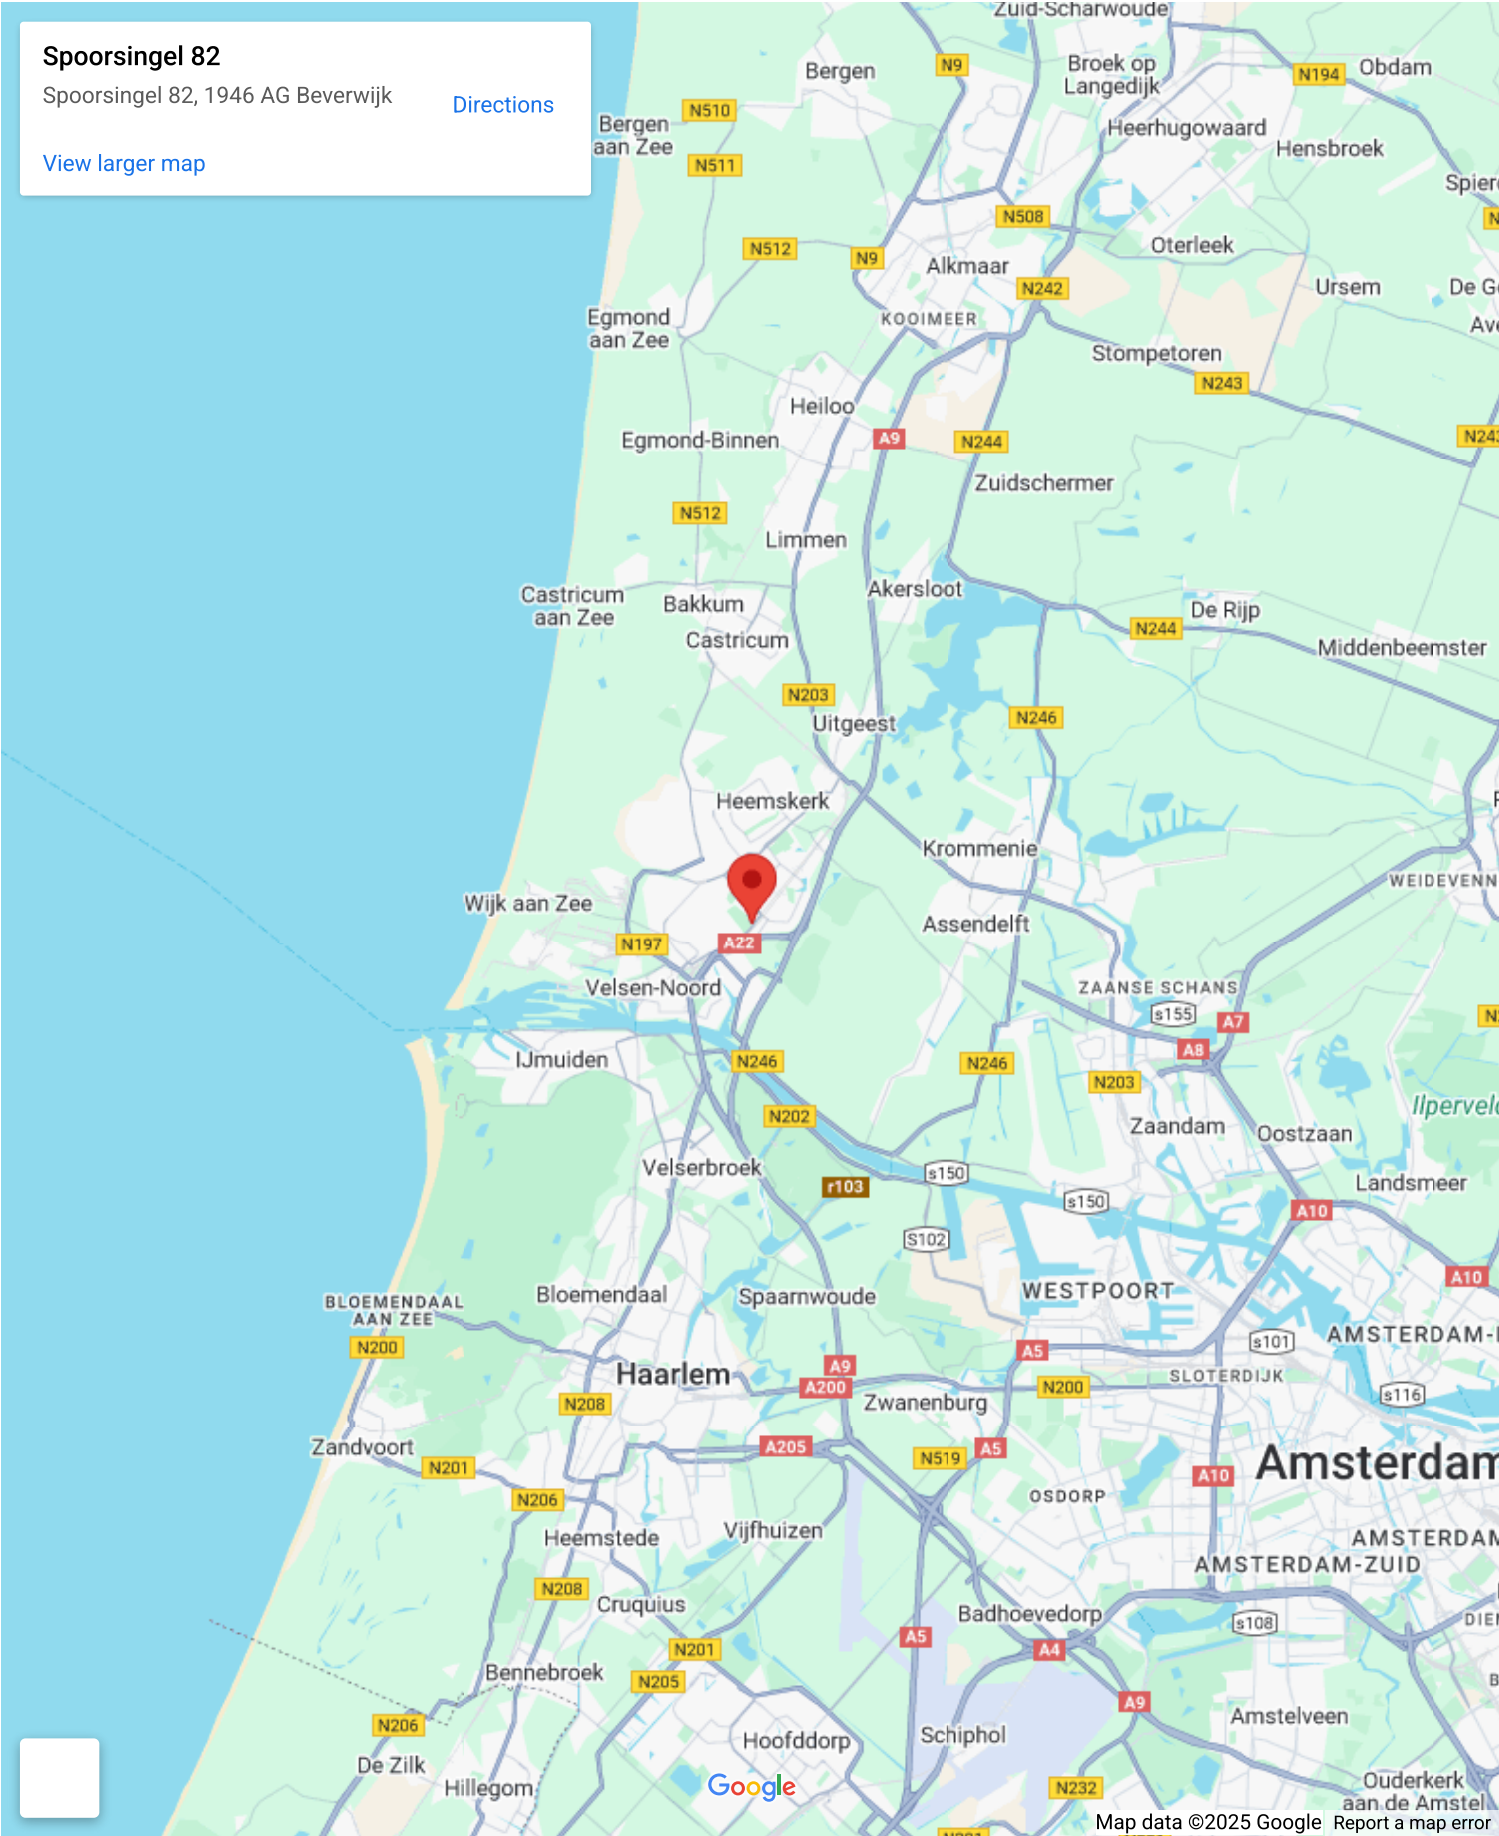 Spoorsingel 82
Spoorsingel 82, 1946 AG Beverwijk
Directions
View larger map
Zuid-Scharwoude
N9
Bergen
Broek op
Langedijk
N194
Obdam
N510
Bergen
aan Zee
Heerhugowaard
Hensbroek
N511
N508
N512
N9
Oterleek
Alkmaar
N242
Ursem
Egmond
aan Zee
KOOIMEER
Stompetoren
N243
Heiloo
Egmond-Binnen
A9
N244
Zuidschermer
N512
Limmen
Castricum
aan Zee
Bakkum
Akersloot
De Rijp
N244
Castricum
Middenbeemster
N203
Uitgeest
N246
Heemskerk
Krommenie
WEIDEVENN
Wijk aan Zee
Assendelft
N197
A22
Velsen-Noord
ZAANSE SCHANS
s155
A7
IJmuiden
N246
N246
A8
N203
N202
Zaandam
Oostzaan
Velserbroek
s150
r103
s150
Landsmeer
A10
S102
A10
Bloemendaal
Spaarnwoude
WESTPOORT
BLOEMENDAAL
AAN ZEE
N200
s101
A5
A9
Haarlem
A200
N200
SLOTERDIJK
s116
N208
Zwanenburg
Zandvoort
A205
A5
N519
N201
A10
Amsterdam
N206
OSDORP
Heemstede
Vijfhuizen
AMSTERDAM-ZUID
N208
Cruquius
Badhoevedorp
s108
A5
A4
N201
Bennebroek
N205
A9
N206
Amstelveen
Schiphol
Hoofddorp
De Zilk
Hillegom
Google
N232
Ouderkerk
aan de Amstel
Map data ©2025 Google
Report a map error